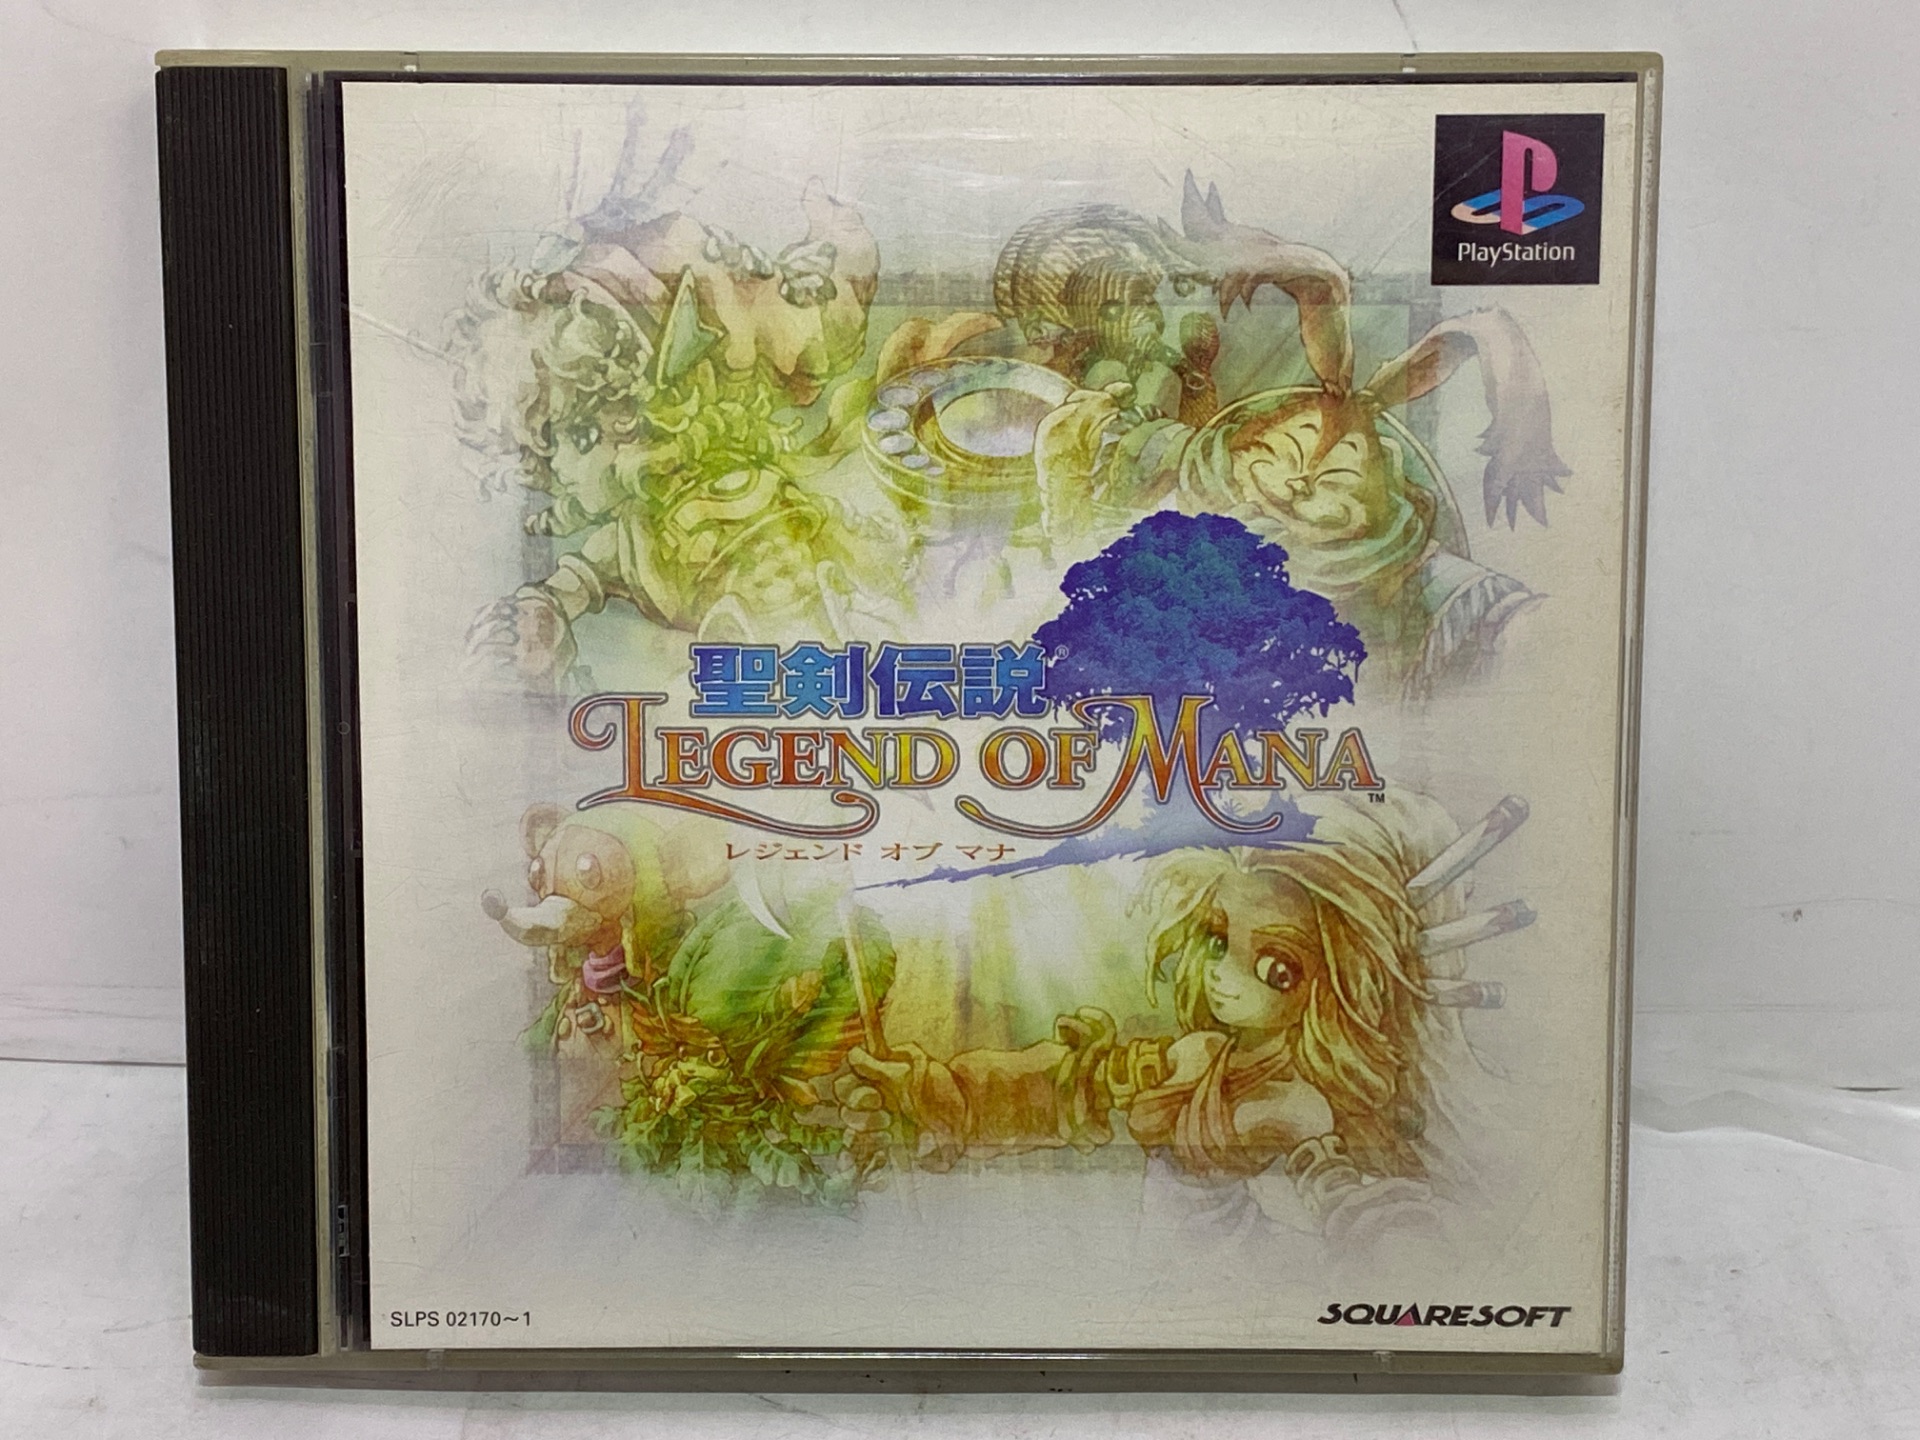 PlayStation
聖剣伝説®
LEGEND OF MANA™
レジェンド オブ マナ
SLPS 02170~1
SQUARESOFT